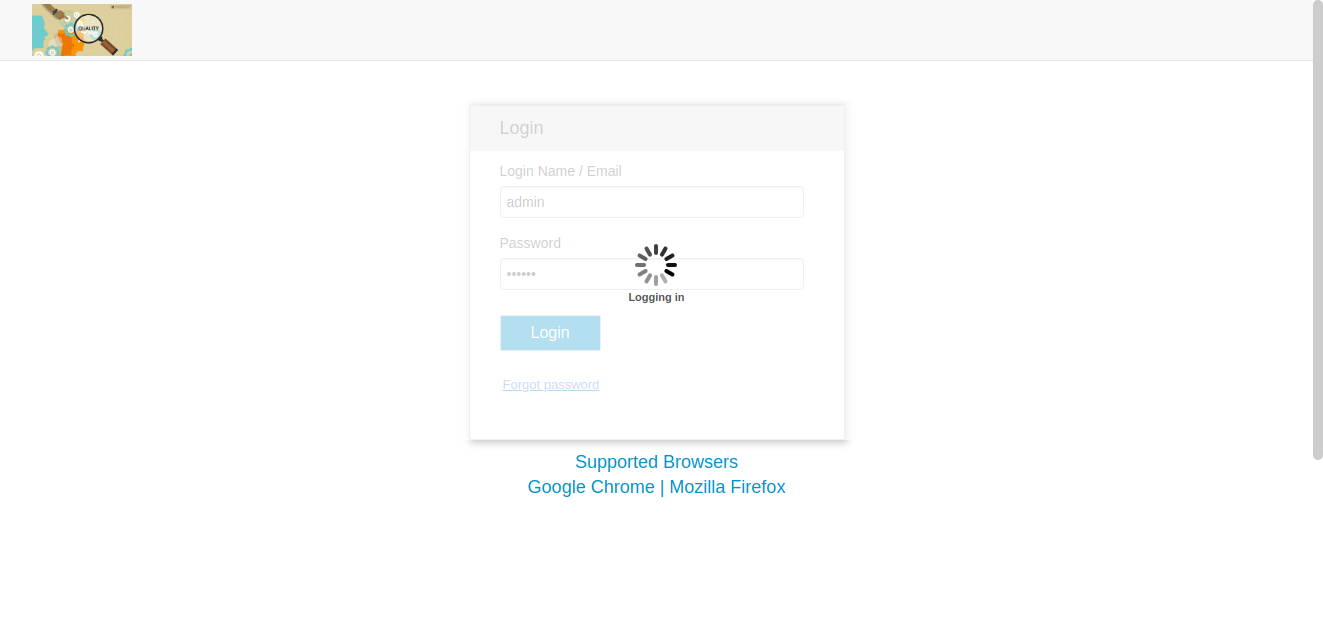 QUALITY
Login
Login Name / Email
admin
Password
••••••
Logging in
Login
Forgot password
Supported Browsers
Google Chrome | Mozilla Firefox